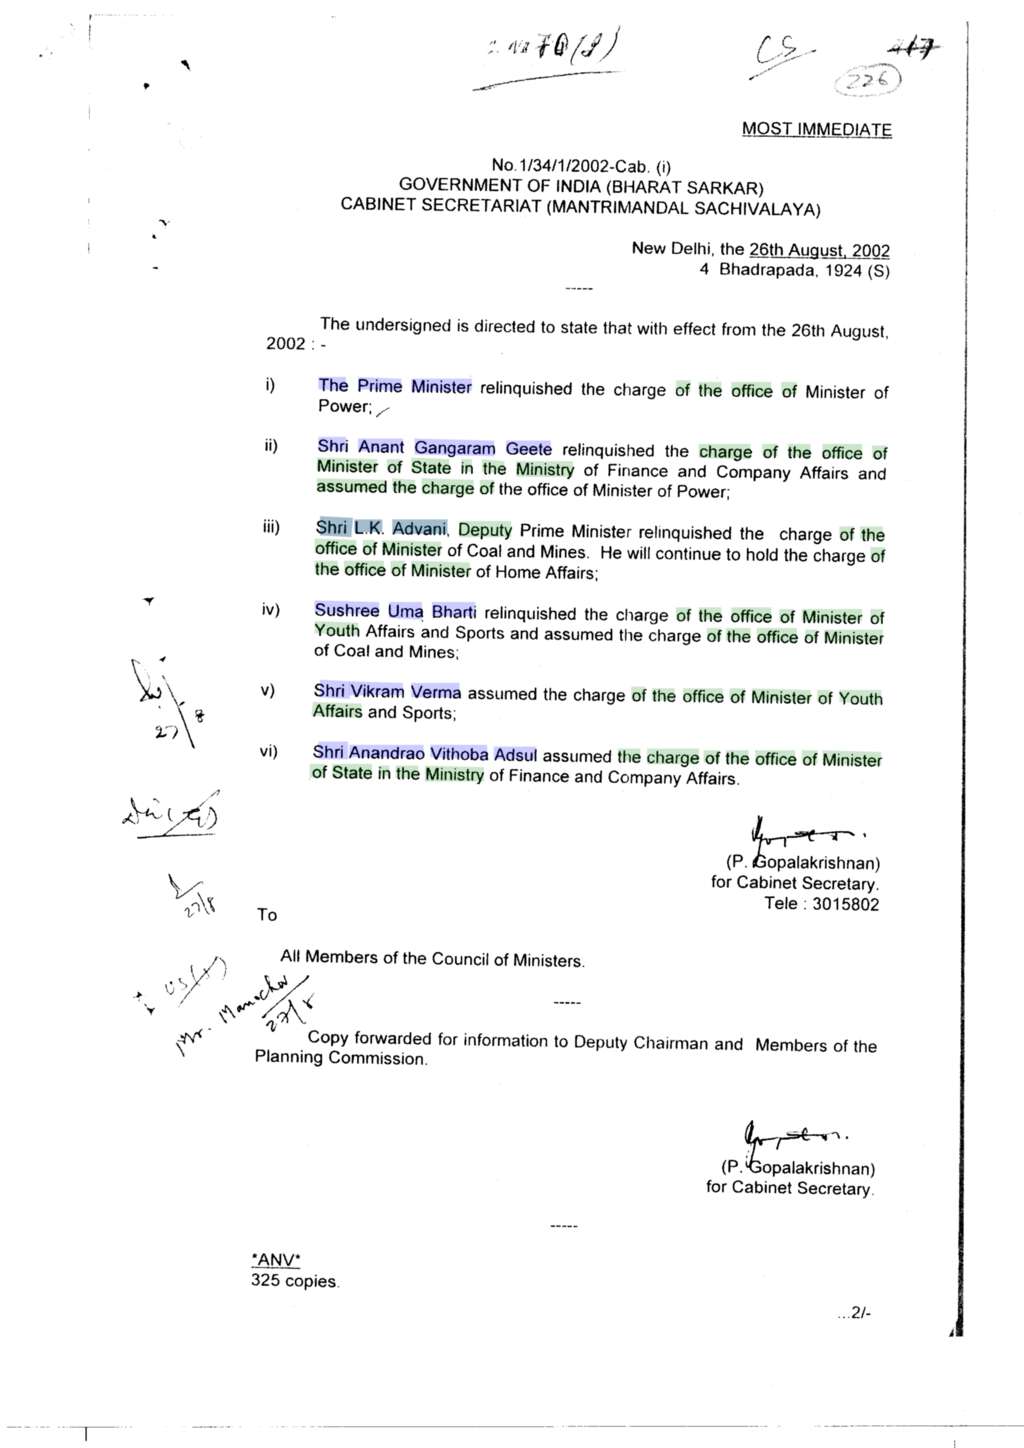 CS
417
226
MOST IMMEDIATE
No.1/34/1/2002-Cab. (i)
GOVERNMENT OF INDIA (BHARAT SARKAR)
CABINET SECRETARIAT (MANTRIMANDAL SACHIVALAYA)
New Delhi, the 26th August, 2002
4 Bhadrapada, 1924 (S)
-----
The undersigned is directed to state that with effect from the 26th August,
2002 : -
i) The Prime Minister relinquished the charge of the office of Minister of
Power;
ii) Shri Anant Gangaram Geete relinquished the charge of the office of
Minister of State in the Ministry of Finance and Company Affairs and
assumed the charge of the office of Minister of Power;
iii) Shri L.K. Advani, Deputy Prime Minister relinquished the charge of the
office of Minister of Coal and Mines. He will continue to hold the charge of
the office of Minister of Home Affairs;
iv) Sushree Uma Bharti relinquished the charge of the office of Minister of
Youth Affairs and Sports and assumed the charge of the office of Minister
of Coal and Mines;
v) Shri Vikram Verma assumed the charge of the office of Minister of Youth
Affairs and Sports;
27/8
vi) Shri Anandrao Vithoba Adsul assumed the charge of the office of Minister
of State in the Ministry of Finance and Company Affairs.
(P. Gopalakrishnan)
for Cabinet Secretary.
Tele : 3015802
27/8
To
All Members of the Council of Ministers.
Mr. Manocha
27/8
-----
Copy forwarded for information to Deputy Chairman and Members of the
Planning Commission.
(P. Gopalakrishnan)
for Cabinet Secretary.
-----
*ANV*
325 copies.
...2/-